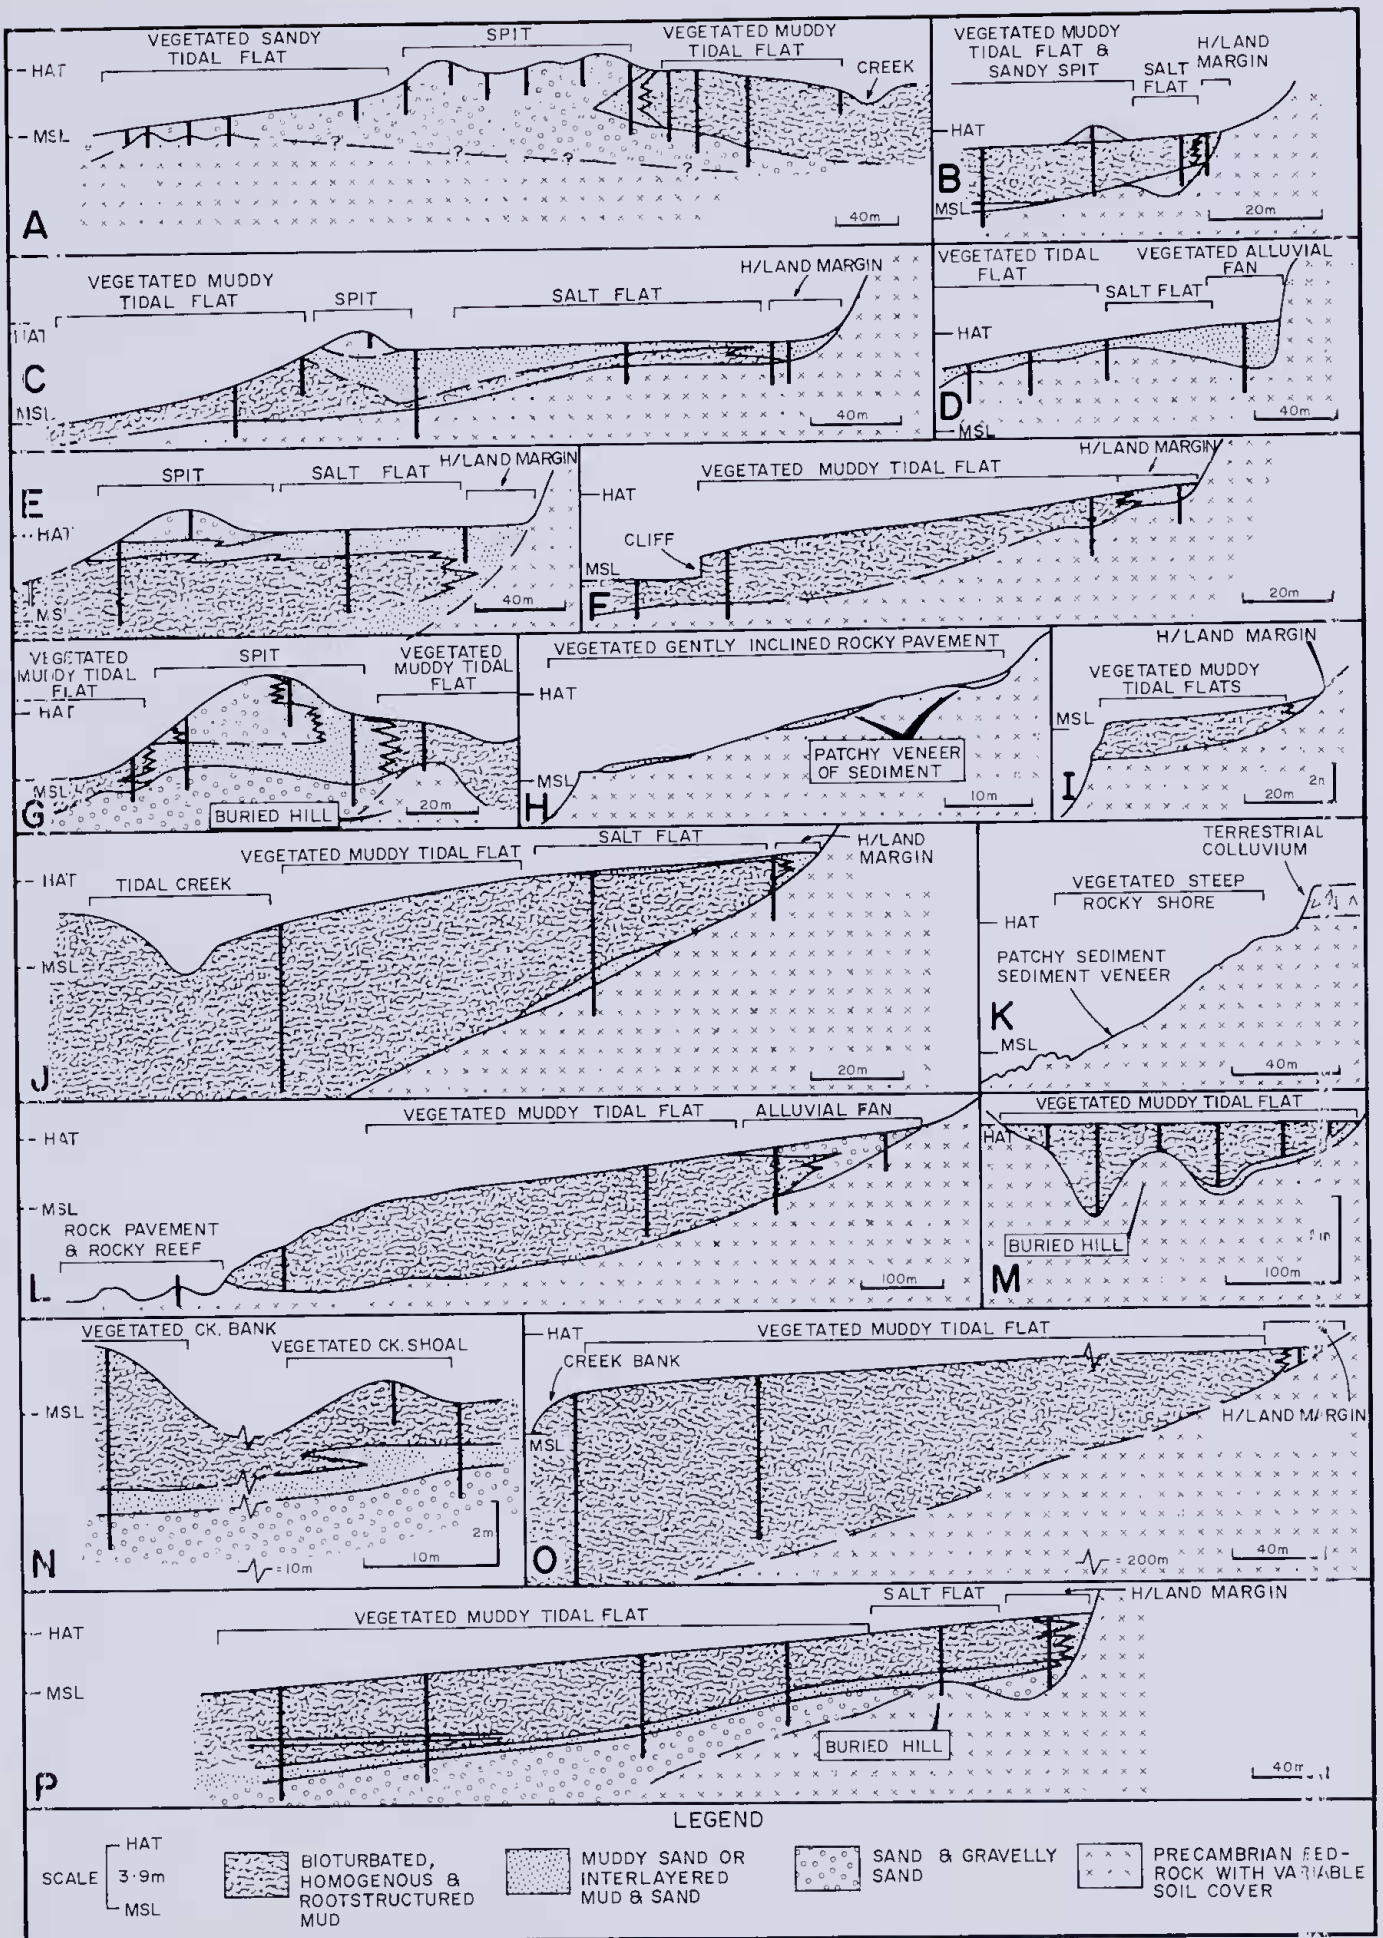 VEGETATED SANDY
TIDAL FLAT
SPIT
VEGETATED MUDDY
TIDAL FLAT
CREEK
HAT
MSL
?
?
?
?
A
40m
VEGETATED MUDDY
TIDAL FLAT &
SANDY SPIT
SALT
FLAT
H/LAND
MARGIN
HAT
B
MSL
20m
VEGETATED MUDDY
TIDAL FLAT
SPIT
SALT FLAT
H/LAND MARGIN
HAT
C
MSL
40m
VEGETATED TIDAL
FLAT
VEGETATED ALLUVIAL
FAN
SALT FLAT
HAT
D
MSL
40m
E
SPIT
SALT FLAT
H/LAND MARGIN
HAT
MS
40m
VEGETATED MUDDY TIDAL FLAT
H/LAND MARGIN
HAT
CLIFF
MSL
F
20m
VEGETATED
MUDDY TIDAL
FLAT
SPIT
VEGETATED
MUDDY TIDAL
FLAT
HAT
MSL
G
BURIED HILL
20m
VEGETATED GENTLY INCLINED ROCKY PAVEMENT
HAT
PATCHY VENEER
OF SEDIMENT
MSL
H
10m
H/LAND MARGIN
VEGETATED MUDDY
TIDAL FLATS
MSL
I
20m
SALT FLAT
H/LAND
MARGIN
VEGETATED MUDDY TIDAL FLAT
HAT
TIDAL CREEK
MSL
J
20m
TERRESTRIAL
COLLUVIUM
VEGETATED STEEP
ROCKY SHORE
HAT
PATCHY SEDIMENT
SEDIMENT VENEER
K
MSL
40m
VEGETATED MUDDY TIDAL FLAT
ALLUVIAL FAN
HAT
MSL
ROCK PAVEMENT
& ROCKY REEF
L
100m
VEGETATED MUDDY TIDAL FLAT
HAT
BURIED HILL
M
100m
VEGETATED CK. BANK
VEGETATED CK. SHOAL
MSL
2m
N
=10m
10m
HAT
VEGETATED MUDDY TIDAL FLAT
CREEK BANK
H/LAND MARGIN
MSL
O
= 200m
40m
SALT FLAT
H/LAND MARGIN
VEGETATED MUDDY TIDAL FLAT
HAT
MSL
BURIED HILL
P
40m
LEGEND
SCALE
HAT
3·9m
MSL
BIOTURBATED,
HOMOGENOUS &
ROOTSTRUCTURED
MUD
MUDDY SAND OR
INTERLAYERED
MUD & SAND
SAND & GRAVELLY
SAND
PRECAMBRIAN BED-
ROCK WITH VARIABLE
SOIL COVER